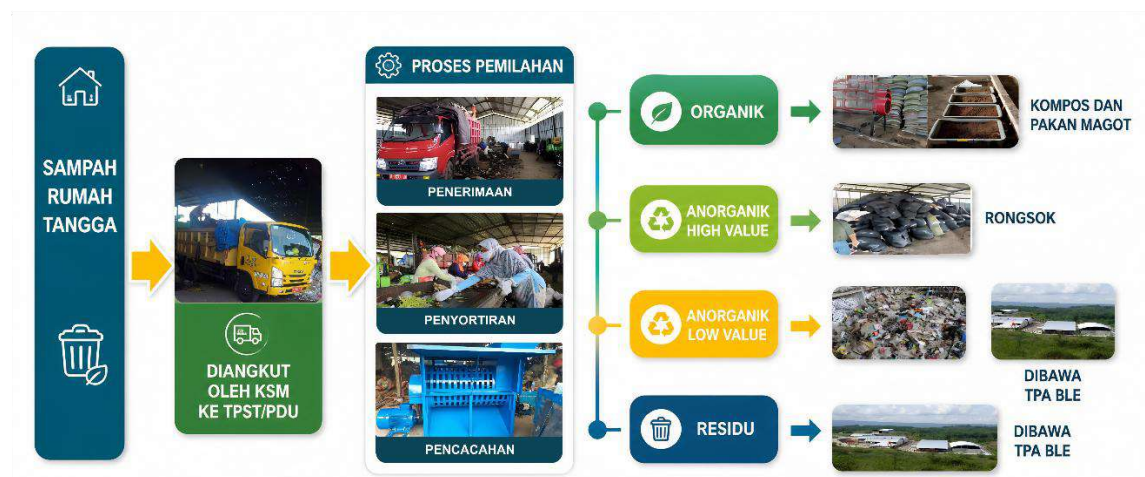 SAMPAH
RUMAH
TANGGA
DIANGKUT
OLEH KSM
KE TPST/PDU
PROSES PEMILAHAN
PENERIMAAN
PENYORTIRAN
PENCACAHAN
ORGANIK
KOMPOS DAN
PAKAN MAGOT
ANORGANIK
HIGH VALUE
RONGSOK
ANORGANIK
LOW VALUE
DIBAWA
TPA BLE
RESIDU
DIBAWA
TPA BLE